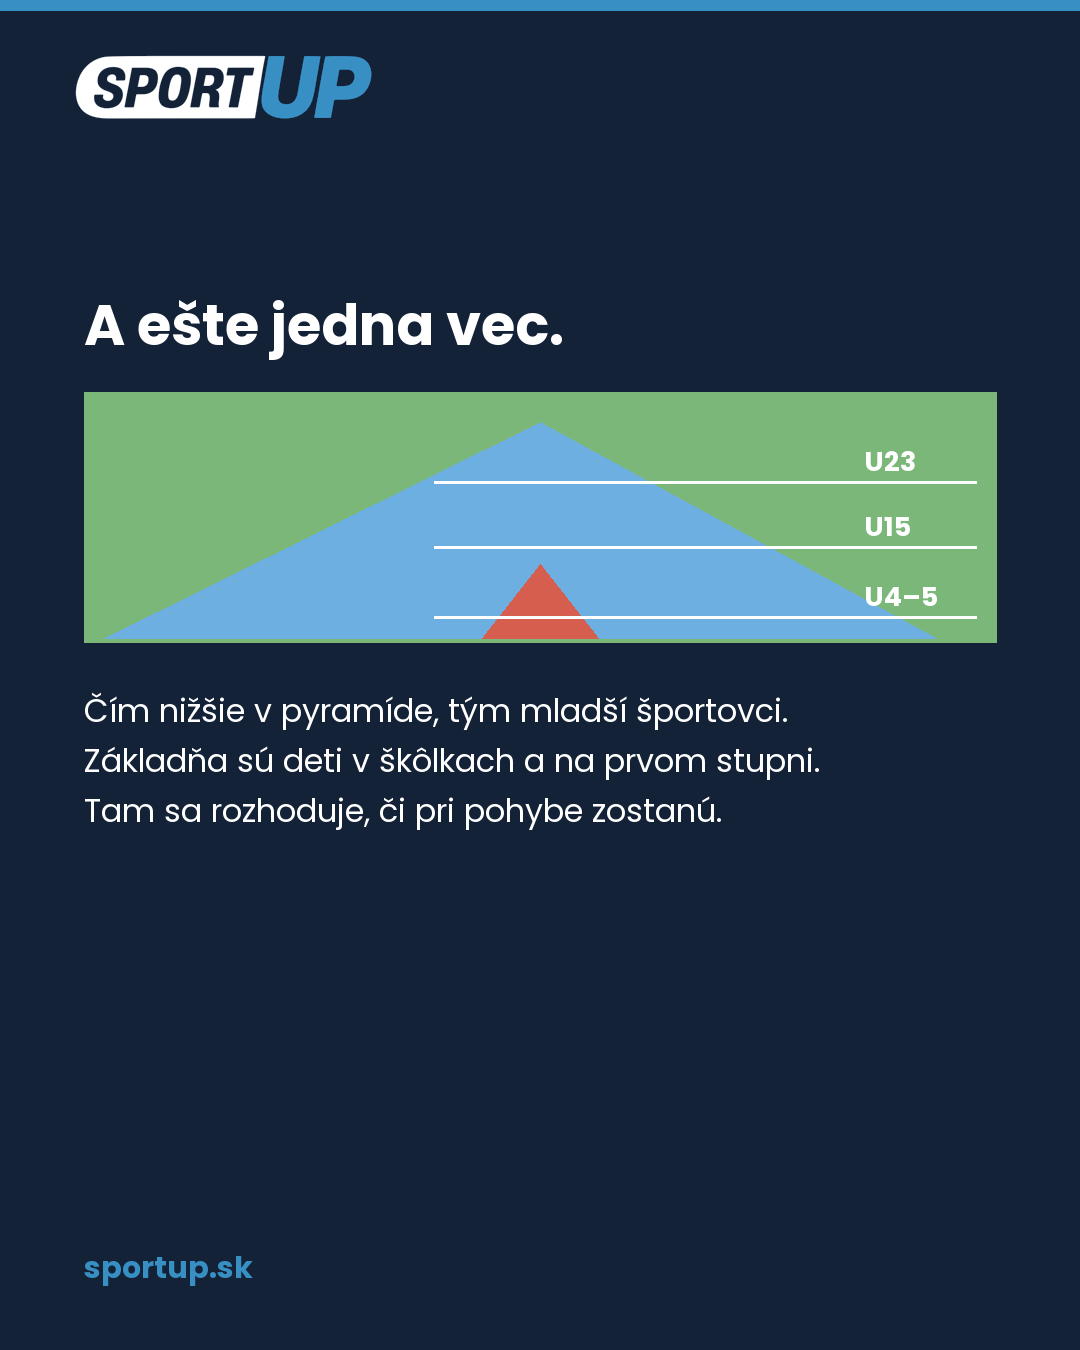 SPORTUP
A ešte jedna vec.
U23
U15
U4–5
Čím nižšie v pyramíde, tým mladší športovci.
Základňa sú deti v škôlkach a na prvom stupni.
Tam sa rozhoduje, či pri pohybe zostanú.
sportup.sk